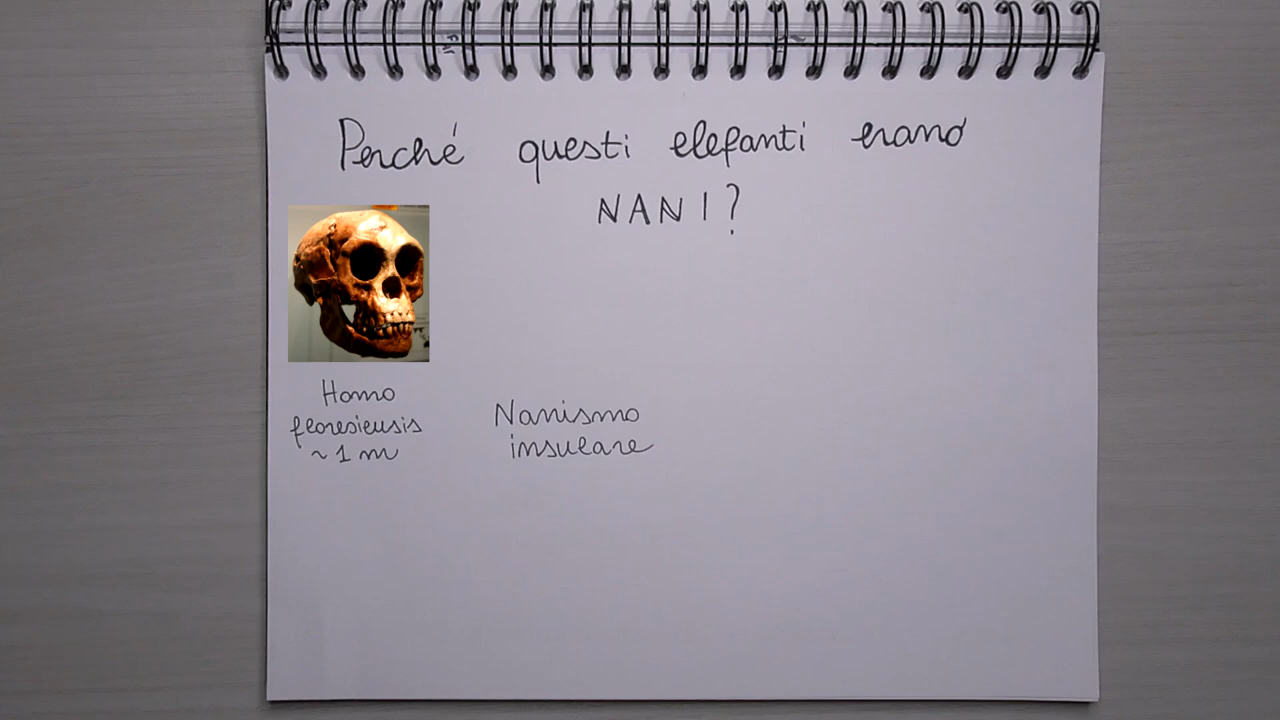 Perché questi elefanti erano
NANI?
Homo
floresiensis
~1 m
Nanismo
insulare